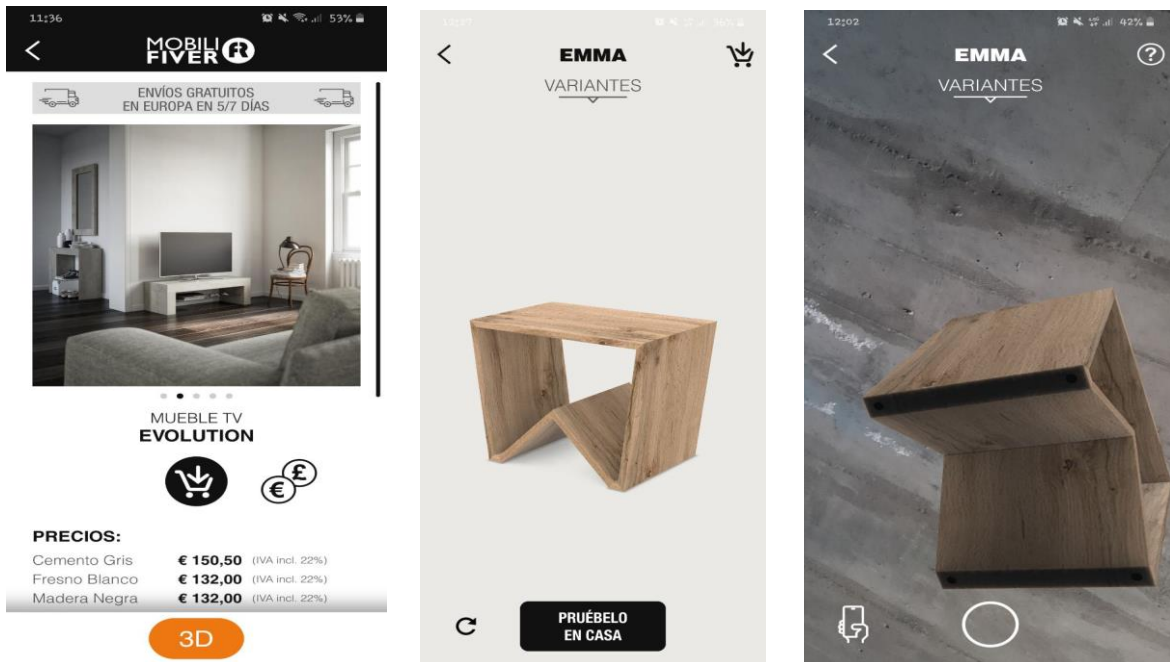 11:36
53%
MOBILI
FIVER
ENVÍOS GRATUITOS
EN EUROPA EN 5/7 DÍAS
MUEBLE TV
EVOLUTION
€ £
PRECIOS:
Cemento Gris € 150,50 (IVA incl. 22%)
Fresno Blanco € 132,00 (IVA incl. 22%)
Madera Negra € 132,00 (IVA incl. 22%)
3D
EMMA
VARIANTES
PRUÉBELO
EN CASA
12:02
42%
EMMA
?
VARIANTES